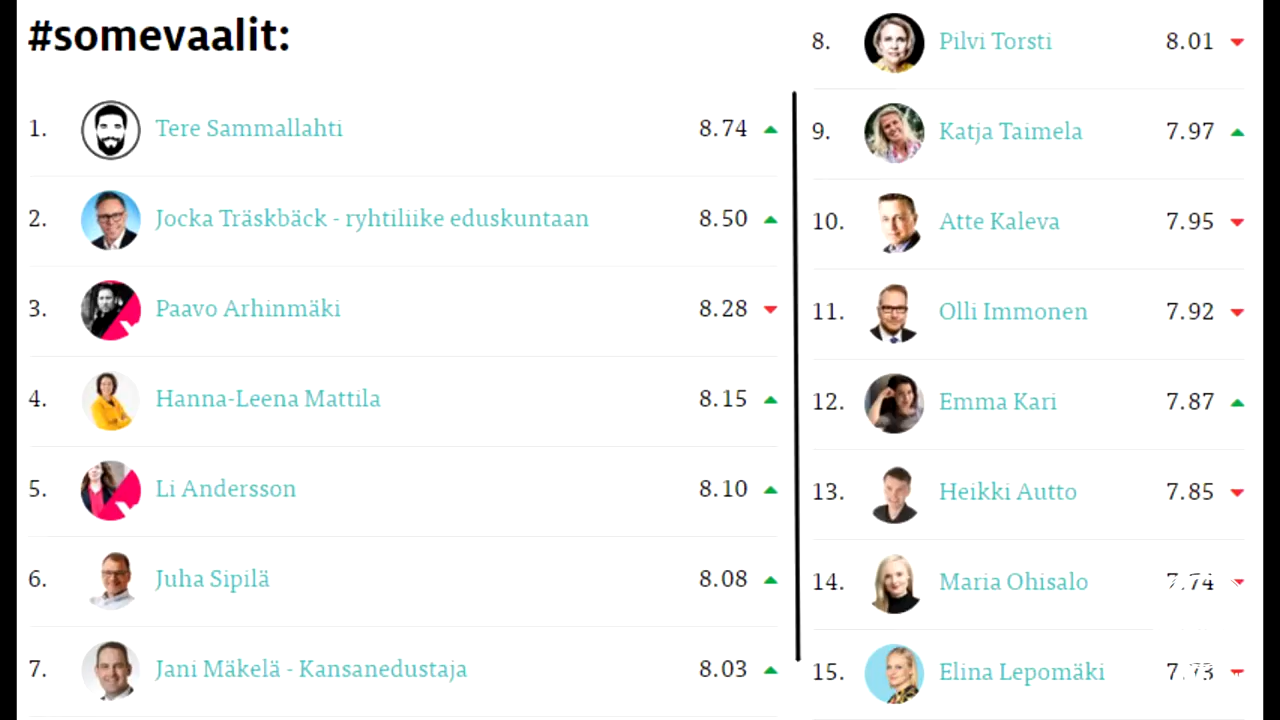 #somevaalit:
1. Tere Sammallahti 8.74
2. Jocka Träskbäck - ryhtiliike eduskuntaan 8.50
3. Paavo Arhinmäki 8.28
4. Hanna-Leena Mattila 8.15
5. Li Andersson 8.10
6. Juha Sipilä 8.08
7. Jani Mäkelä - Kansanedustaja 8.03
8. Pilvi Torsti 8.01
9. Katja Taimela 7.97
10. Atte Kaleva 7.95
11. Olli Immonen 7.92
12. Emma Kari 7.87
13. Heikki Autto 7.85
14. Maria Ohisalo 7.74
15. Elina Lepomäki 7.73